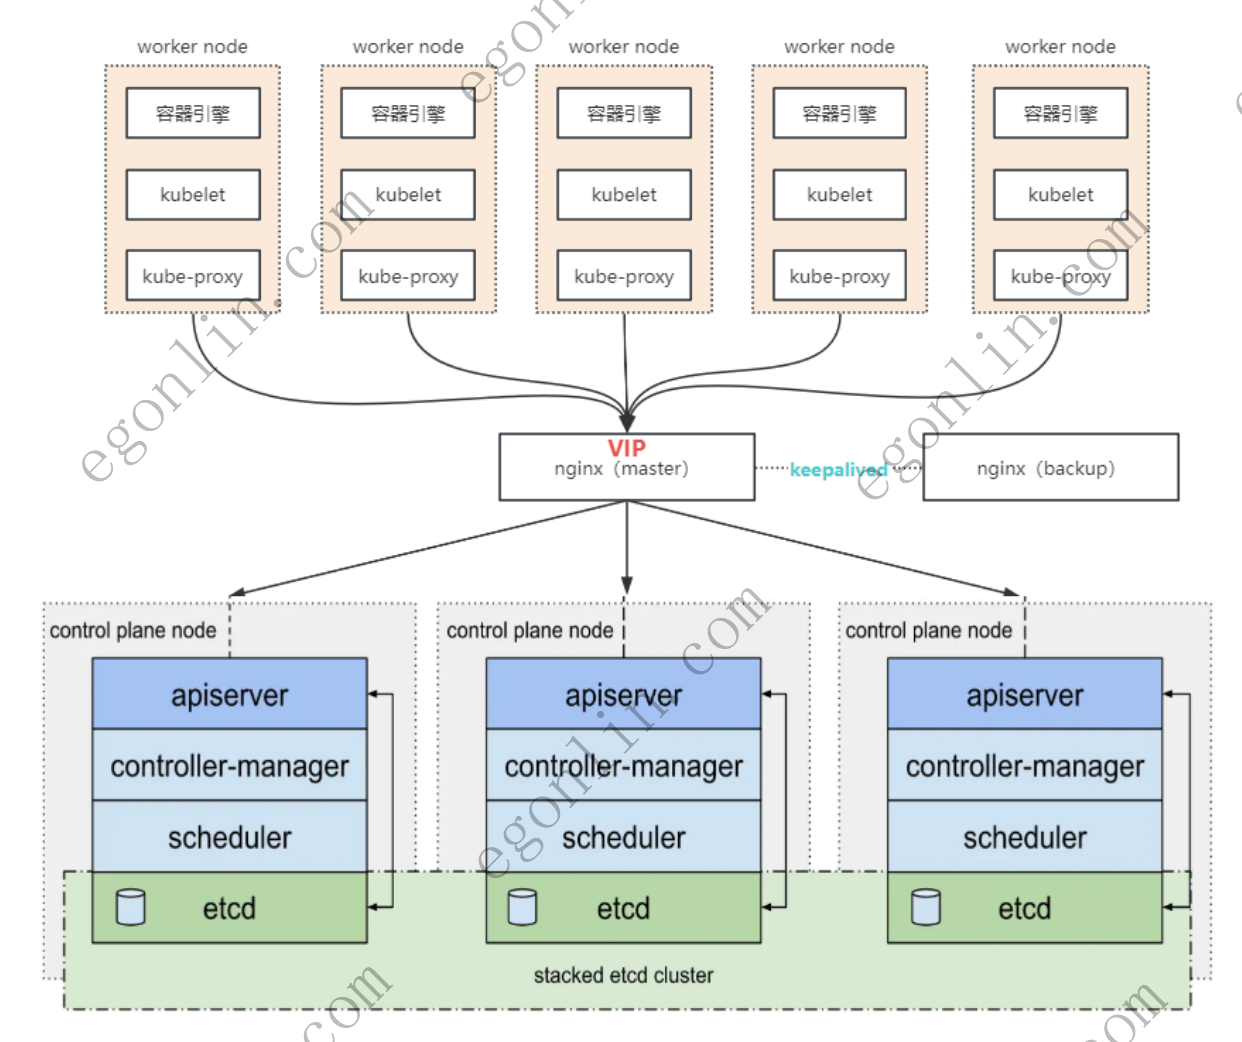 worker node worker node worker node worker node worker node
容器引擎 容器引擎 容器引擎 容器引擎 容器引擎
kubelet kubelet kubelet kubelet kubelet
kube-proxy kube-proxy kube-proxy kube-proxy kube-proxy
VIP
nginx（master） keepalived nginx（backup）
control plane node control plane node control plane node
apiserver apiserver apiserver
controller-manager controller-manager controller-manager
scheduler scheduler scheduler
etcd etcd etcd
stacked etcd cluster
egonlin.com
egonlin.com
egonlin.com
egon
com
om